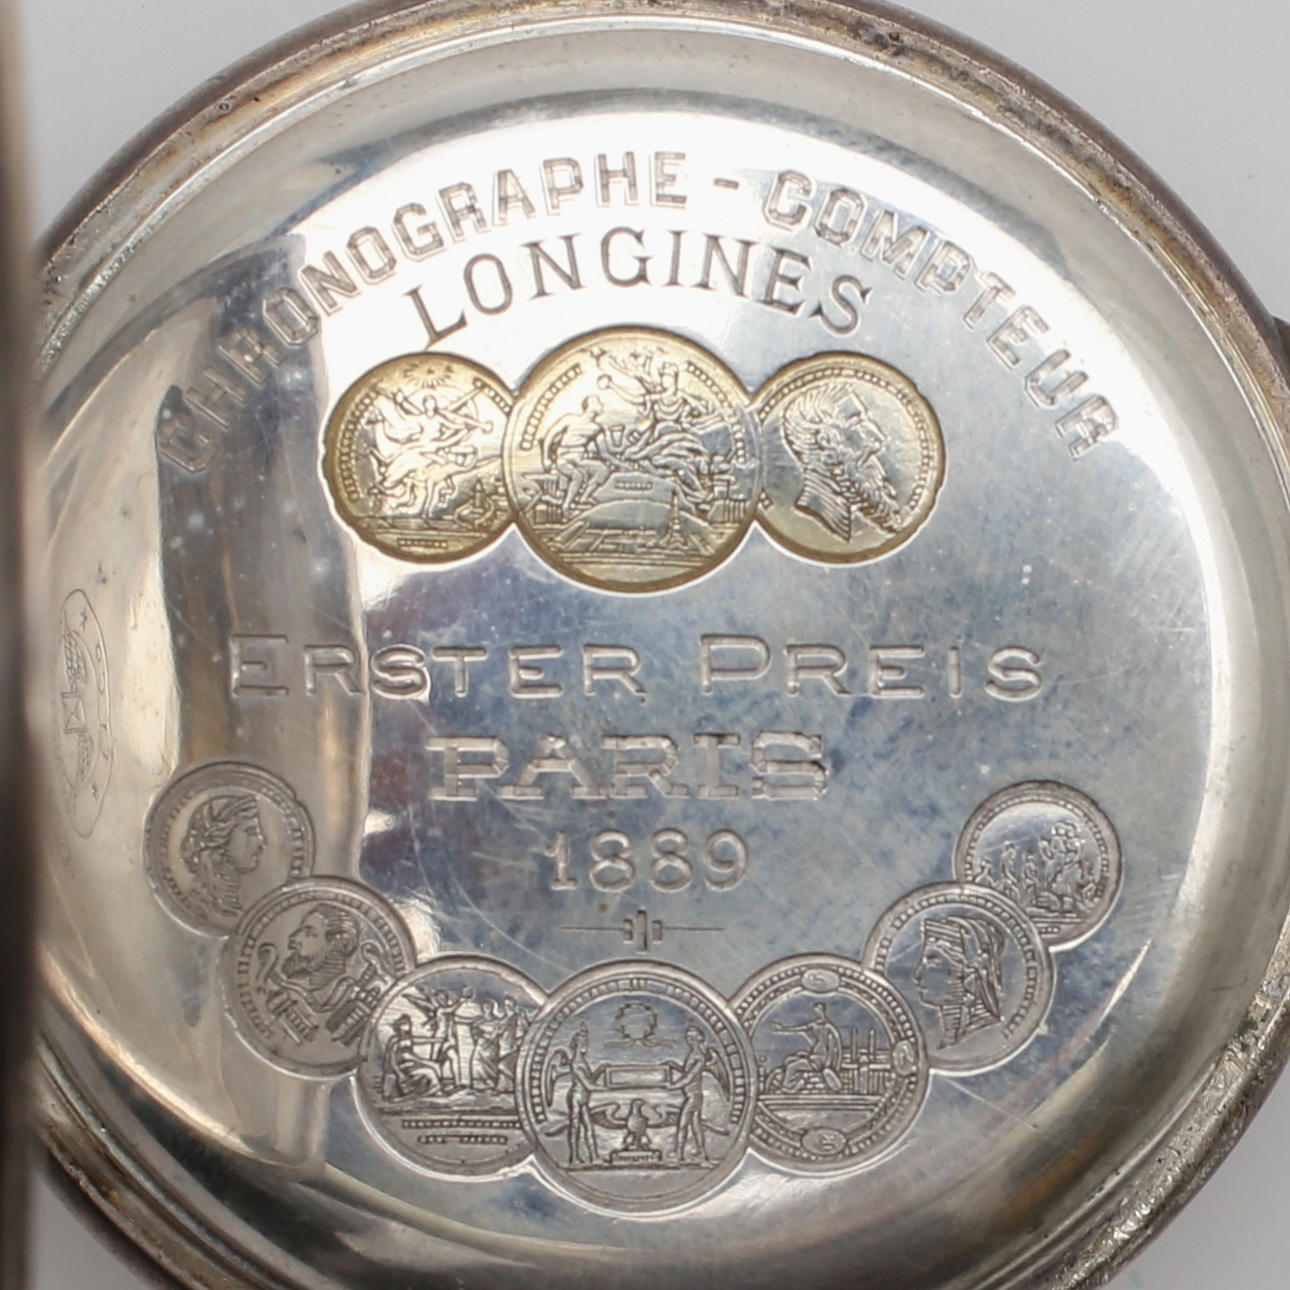 CHRONOGRAPHE - COMPTEUR
LONGINES
ERSTER PREIS
PARIS
1889